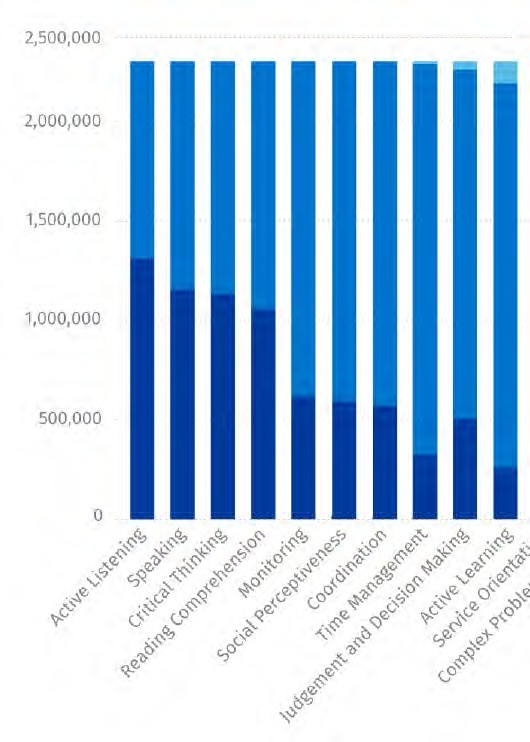 2,500,000
2,000,000
1,500,000
1,000,000
500,000
0
Active Listening
Speaking
Critical Thinking
Reading Comprehension
Monitoring
Social Perceptiveness
Coordination
Time Management
Judgement and Decision Making
Active Learning
Service Orientati
Complex Proble